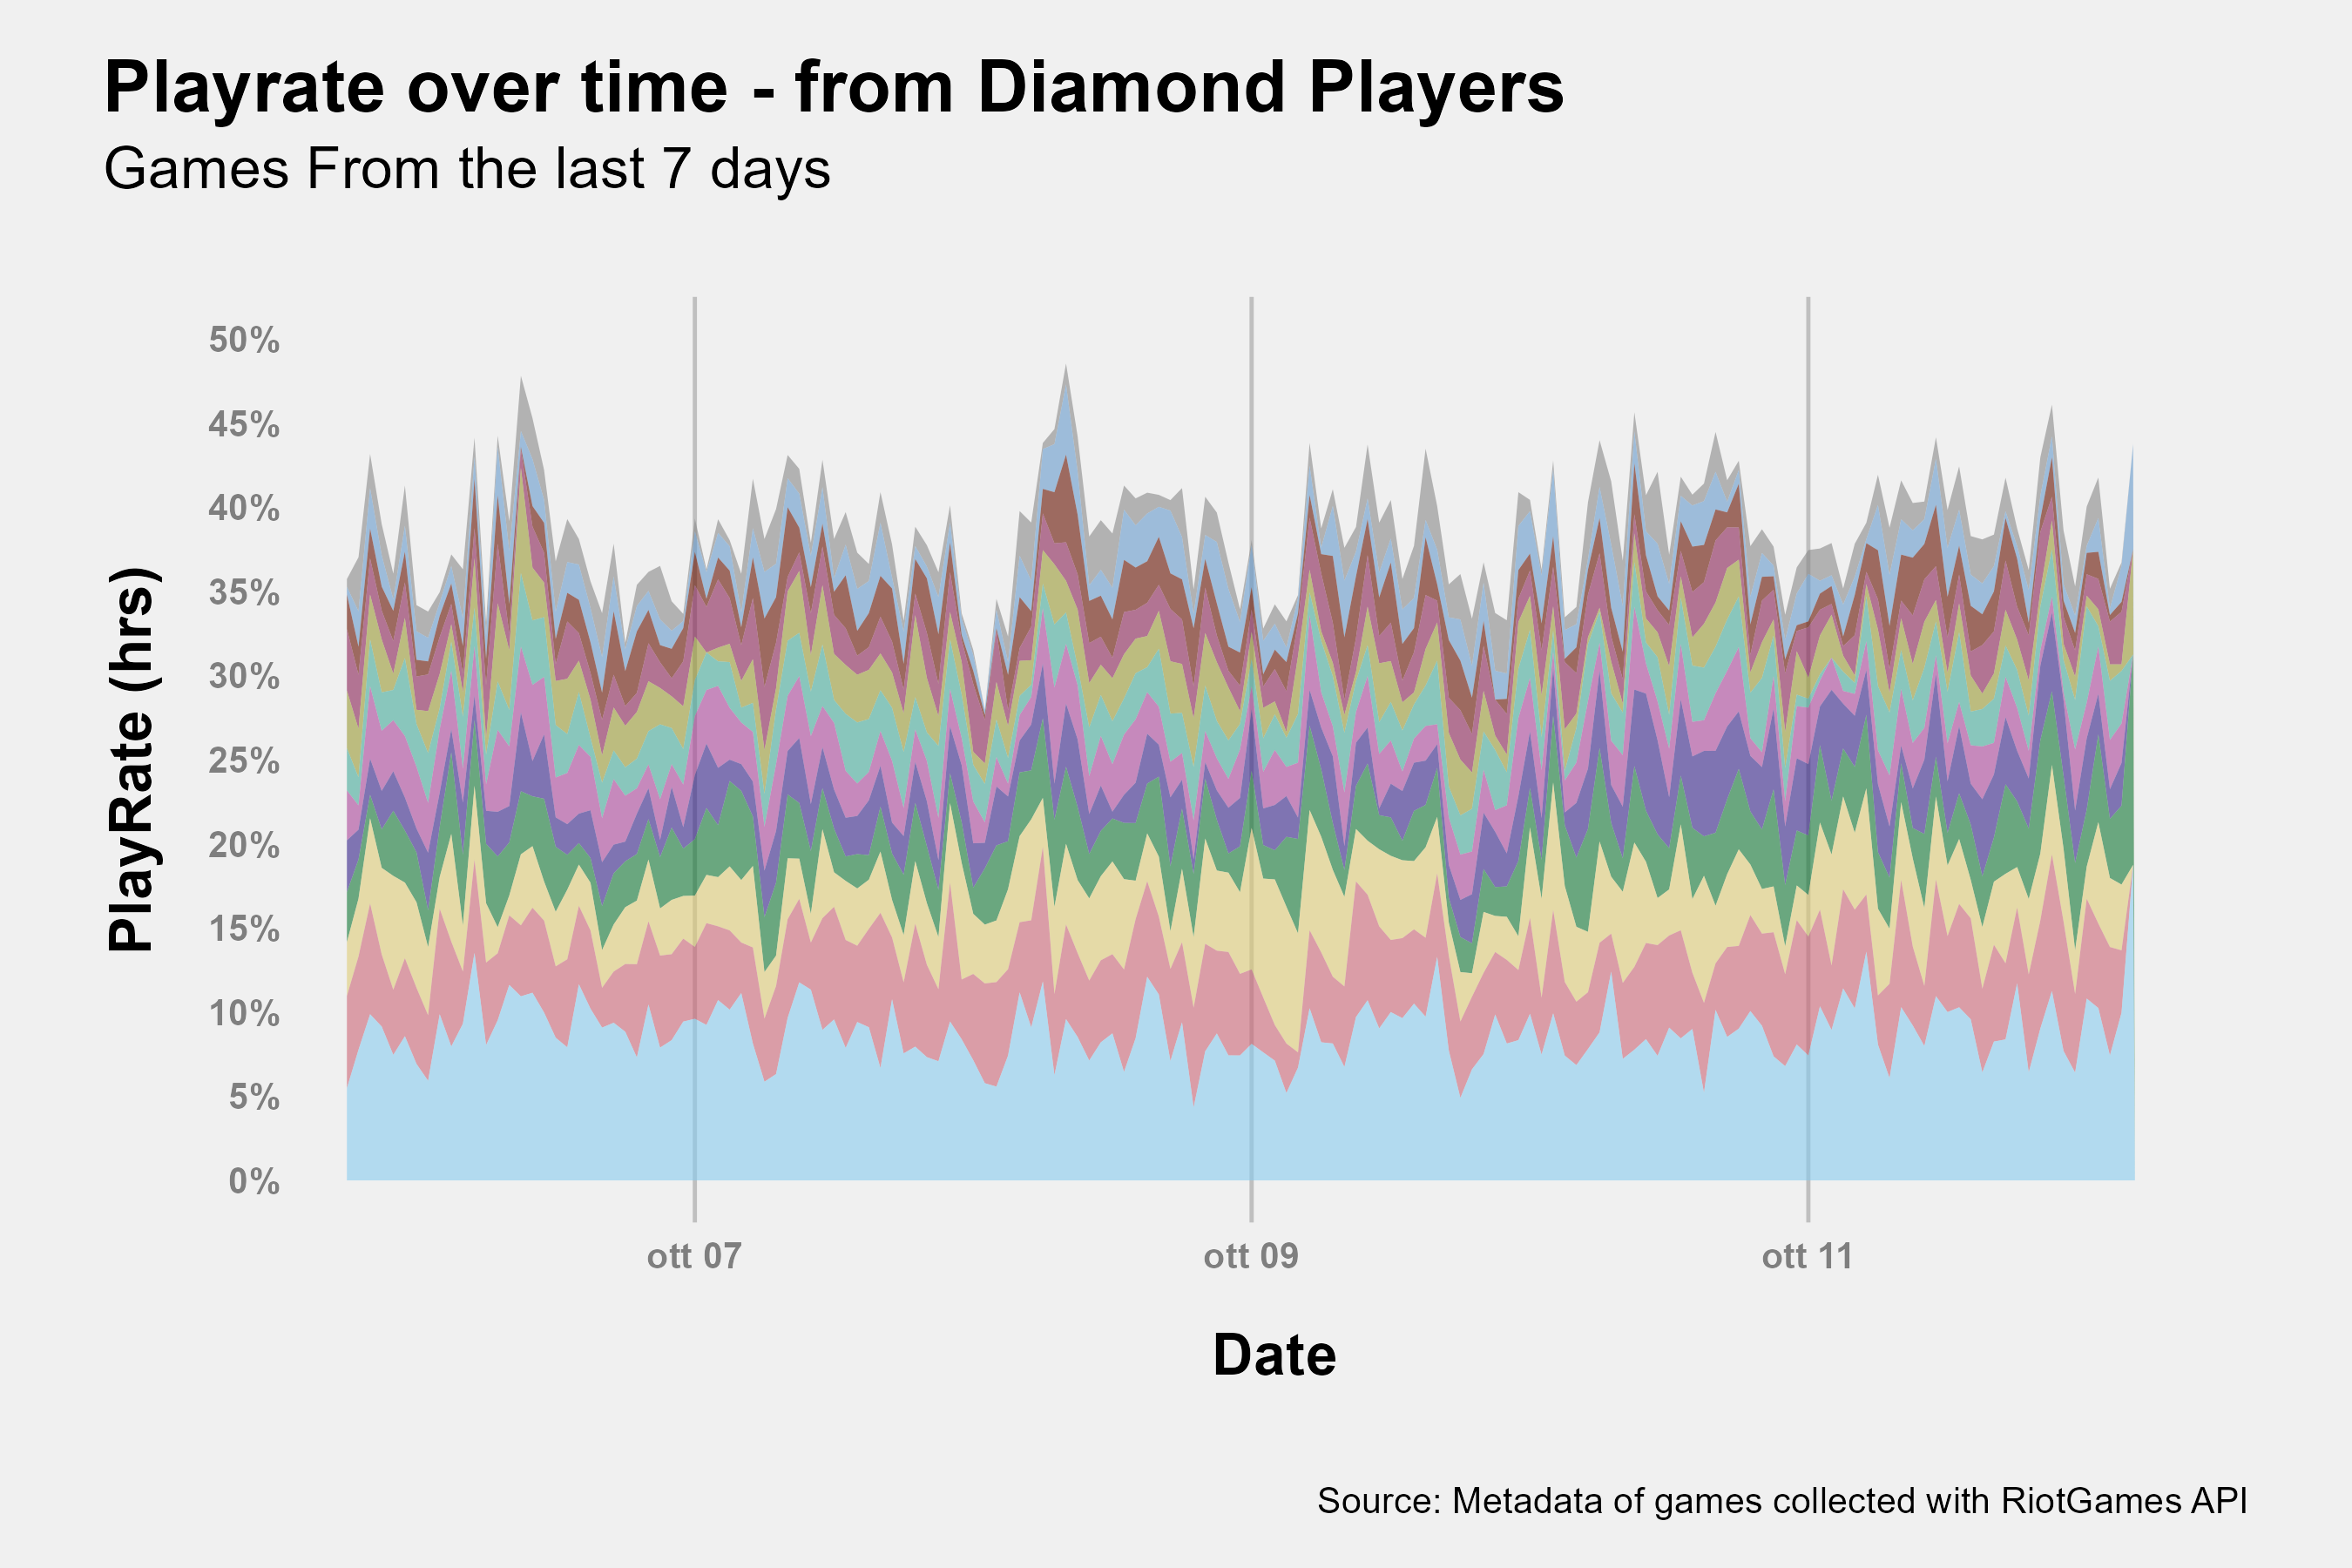 Playrate over time - from Diamond Players
Games From the last 7 days
PlayRate (hrs)
50%
45%
40%
35%
30%
25%
20%
15%
10%
5%
0%
ott 07
ott 09
ott 11
Date
Source: Metadata of games collected with RiotGames API